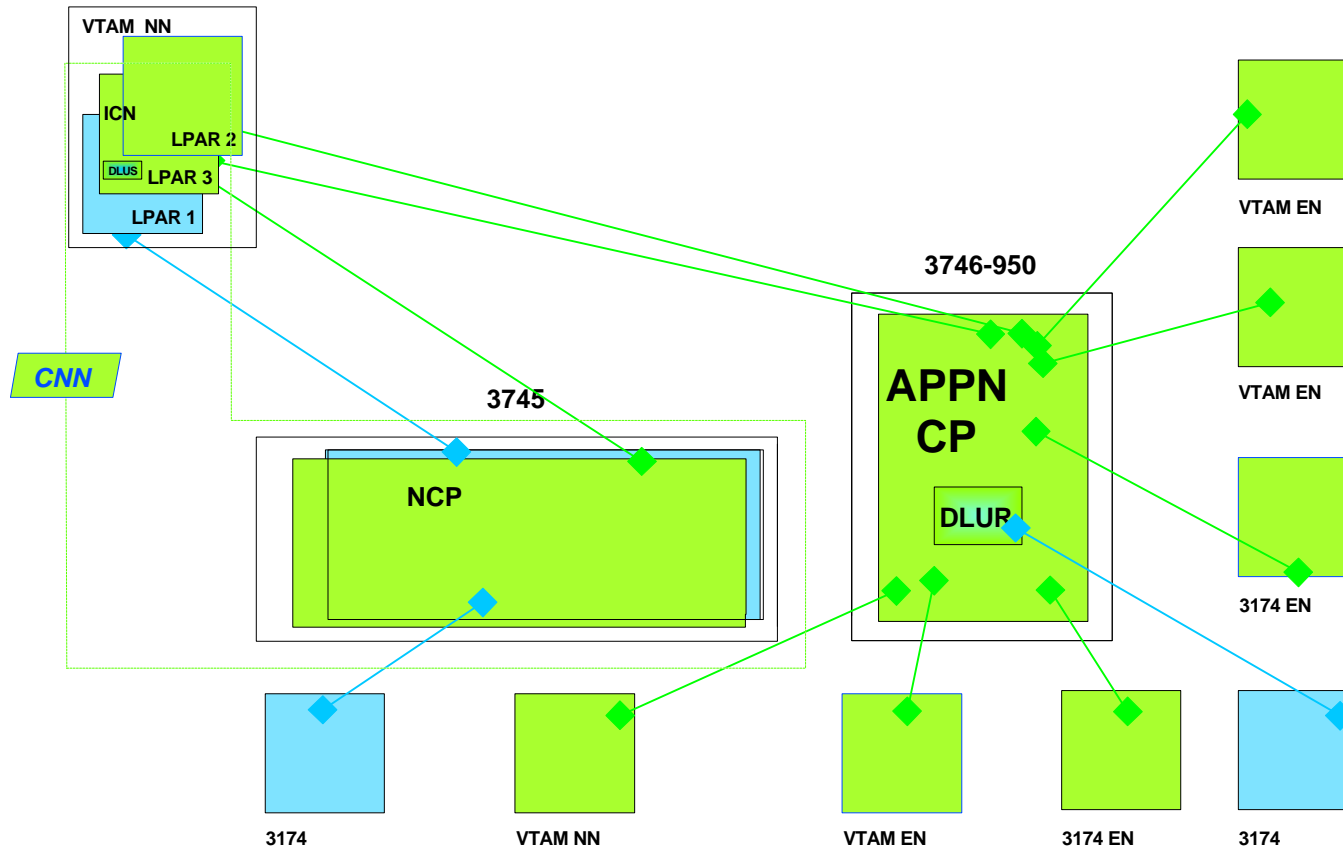 VTAM NN
ICN
LPAR 2
DLUS
LPAR 3
LPAR 1
VTAM EN
3746-950
CNN
3745
APPN
CP
VTAM EN
NCP
DLUR
3174 EN
3174
VTAM NN
VTAM EN
3174 EN
3174